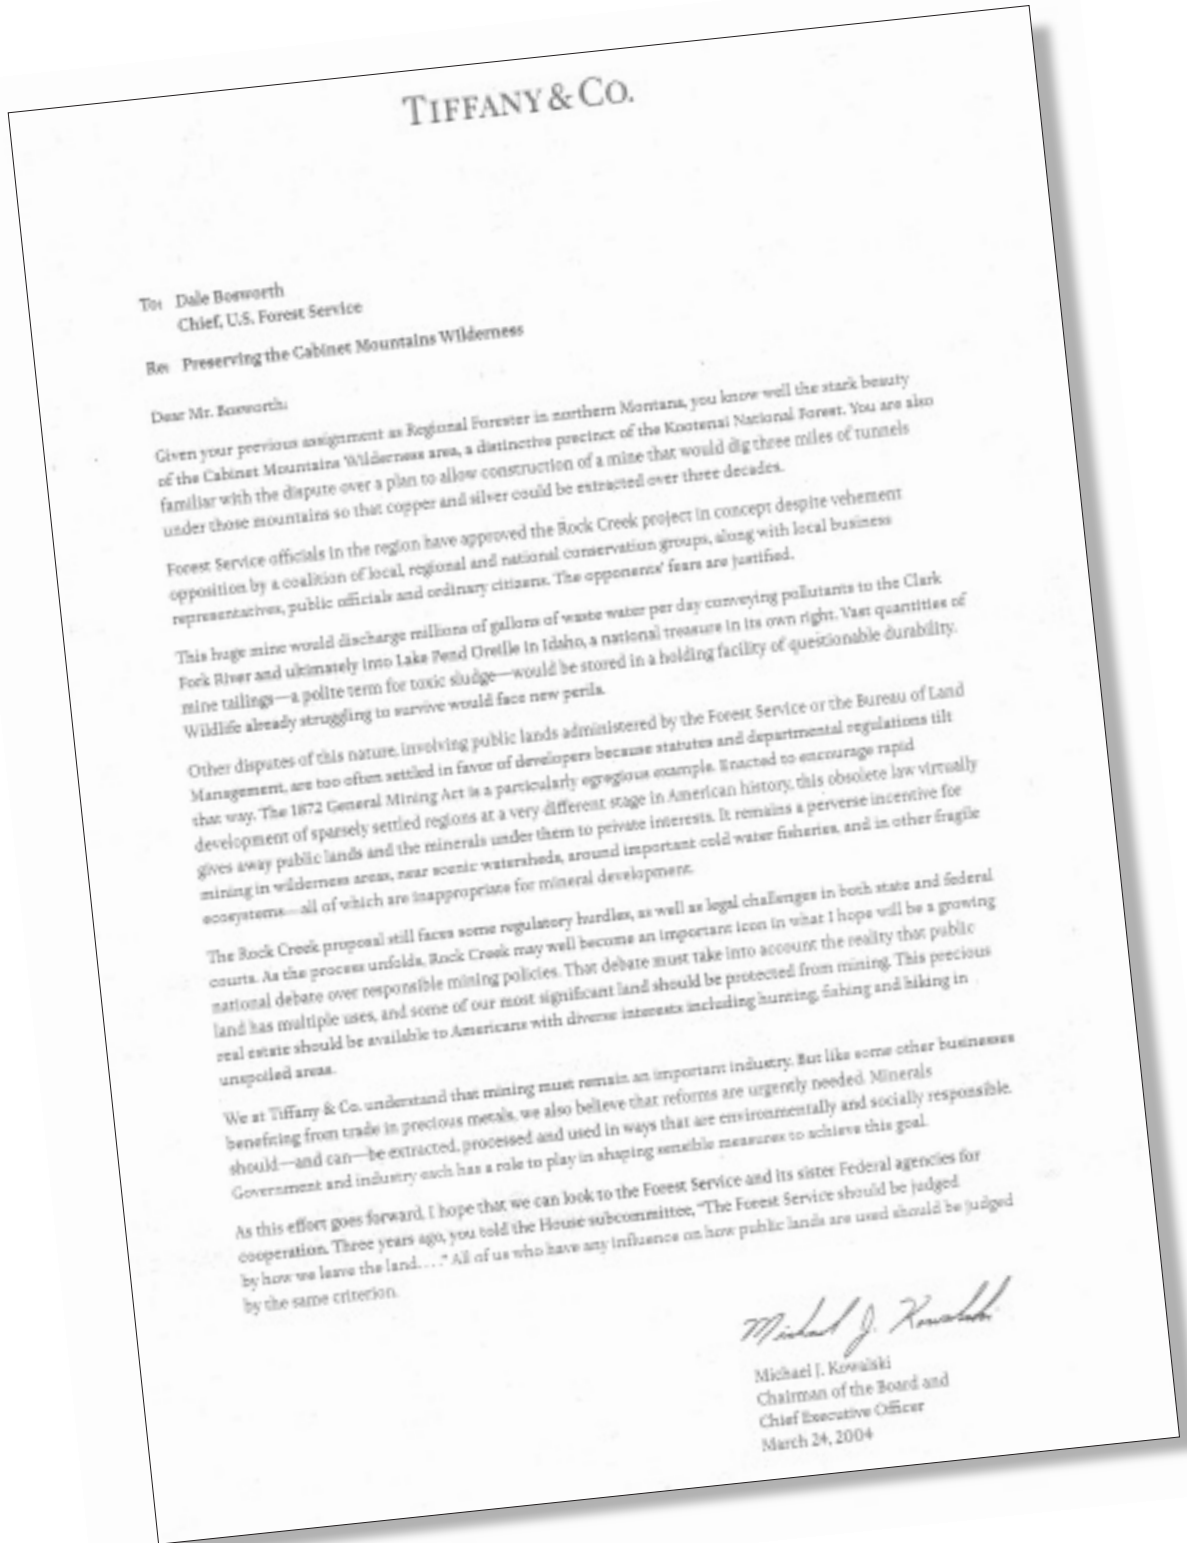 TIFFANY & CO.
To: Dale Bosworth
Chief, U.S. Forest Service
Re: Preserving the Cabinet Mountains Wilderness
Dear Mr. Bosworth:
Given your previous assignment as Regional Forester in northern Montana, you know well the stark beauty
of the Cabinet Mountains Wilderness area, a distinctive precinct of the Kootenai National Forest. You are also
familiar with the dispute over a plan to allow construction of a mine that would dig three miles of tunnels
under those mountains so that copper and silver could be extracted over three decades.
Forest Service officials in the region have approved the Rock Creek project in concept despite vehement
opposition by a coalition of local, regional and national conservation groups, along with local business
representatives, public officials and ordinary citizens. The opponents' fears are justified.
This huge mine would discharge millions of gallons of waste water per day conveying pollutants to the Clark
Fork River and ultimately into Lake Pend Oreille in Idaho, a national treasure in its own right. Vast quantities of
mine tailings—a polite term for toxic sludge—would be stored in a holding facility of questionable durability.
Wildlife already struggling to survive would face new perils.
Other disputes of this nature, involving public lands administered by the Forest Service or the Bureau of Land
Management, are too often settled in favor of developers because statutes and departmental regulations tilt
that way. The 1872 General Mining Act is a particularly egregious example. Enacted to encourage rapid
development of sparsely settled regions at a very different stage in American history, this obsolete law virtually
gives away public lands and the minerals under them to private interests. It remains a perverse incentive for
mining in wilderness areas, near scenic watersheds, around important cold water fisheries, and in other fragile
ecosystems—all of which are inappropriate for mineral development.
The Rock Creek proposal still faces some regulatory hurdles, as well as legal challenges in both state and federal
courts. As the process unfolds, Rock Creek may well become an important icon in what I hope will be a growing
national debate over responsible mining policies. That debate must take into account the reality that public
land has multiple uses, and some of our most significant land should be protected from mining. This precious
real estate should be available to Americans with diverse interests including hunting, fishing and hiking in
unspoiled areas.
We at Tiffany & Co. understand that mining must remain an important industry. But like some other businesses
benefiting from trade in precious metals, we also believe that reforms are urgently needed. Minerals
should—and can—be extracted, processed and used in ways that are environmentally and socially responsible.
Government and industry each has a role to play in shaping sensible measures to achieve this goal.
As this effort goes forward, I hope that we can look to the Forest Service and its sister Federal agencies for
cooperation. Three years ago, you told the House subcommittee, "The Forest Service should be judged
by how we leave the land. . . ." All of us who have any influence on how public lands are used should be judged
by the same criterion.
Michael J. Kowalski
Michael J. Kowalski
Chairman of the Board and
Chief Executive Officer
March 24, 2004